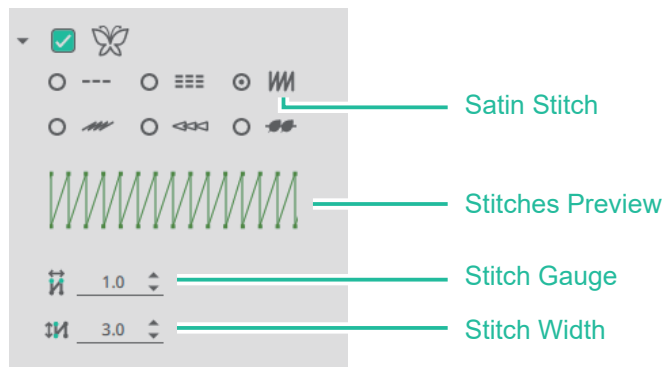 Satin Stitch
Stitches Preview
1.0
Stitch Gauge
3.0
Stitch Width